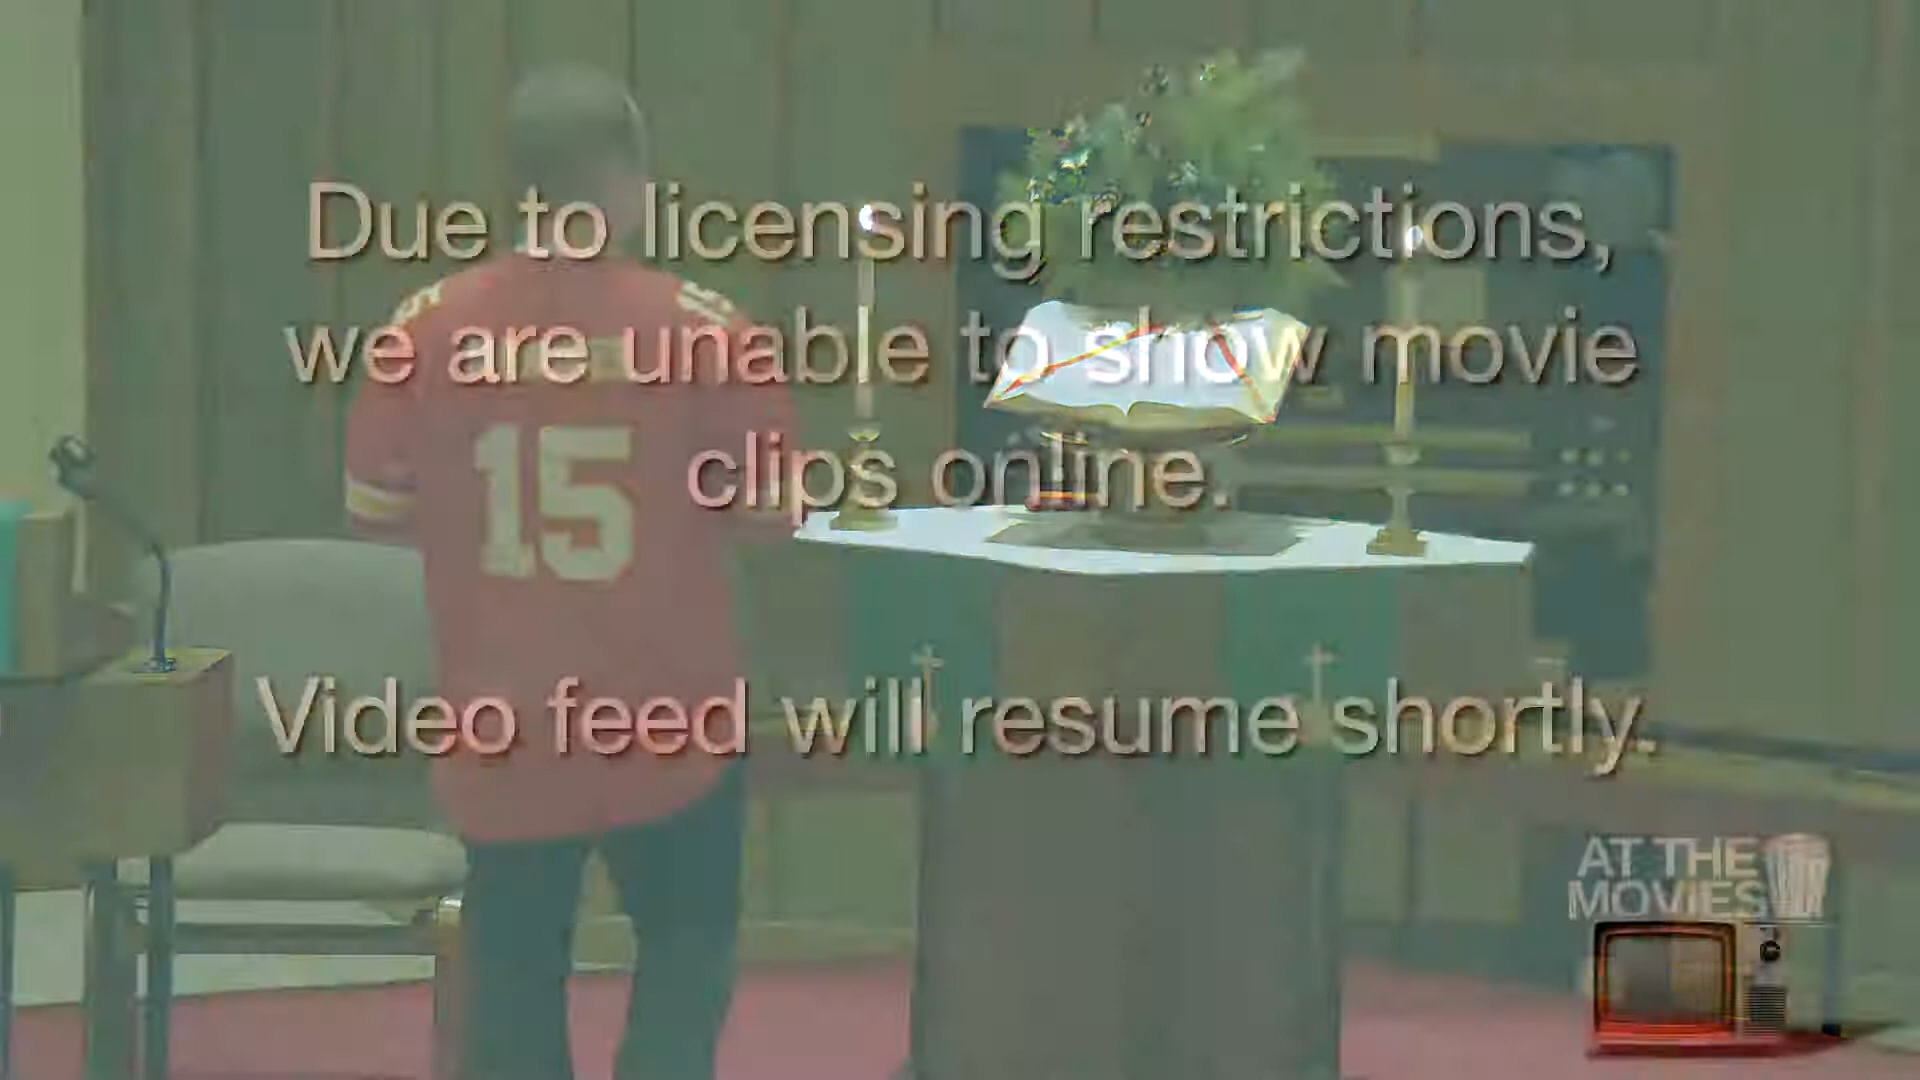 Due to licensing restrictions,
we are unable to show movie
clips online.
Video feed will resume shortly.
15
AT THE
MOVIES